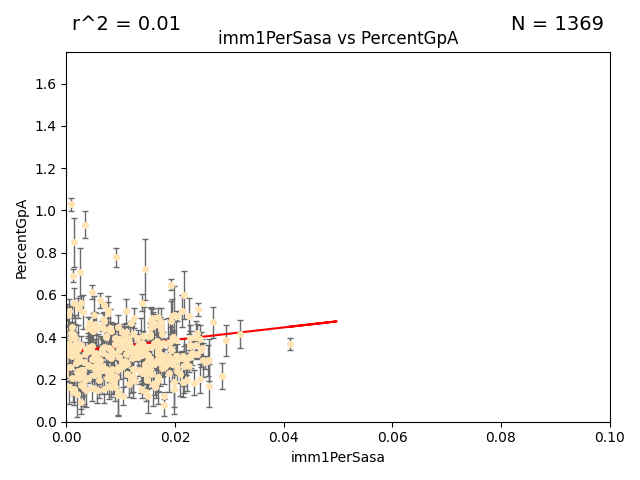 r^2 = 0.01
N = 1369
imm1PerSasa vs PercentGpA
PercentGpA
1.6
1.4
1.2
1.0
0.8
0.6
0.4
0.2
0.0
0.00 0.02 0.04 0.06 0.08 0.10
imm1PerSasa